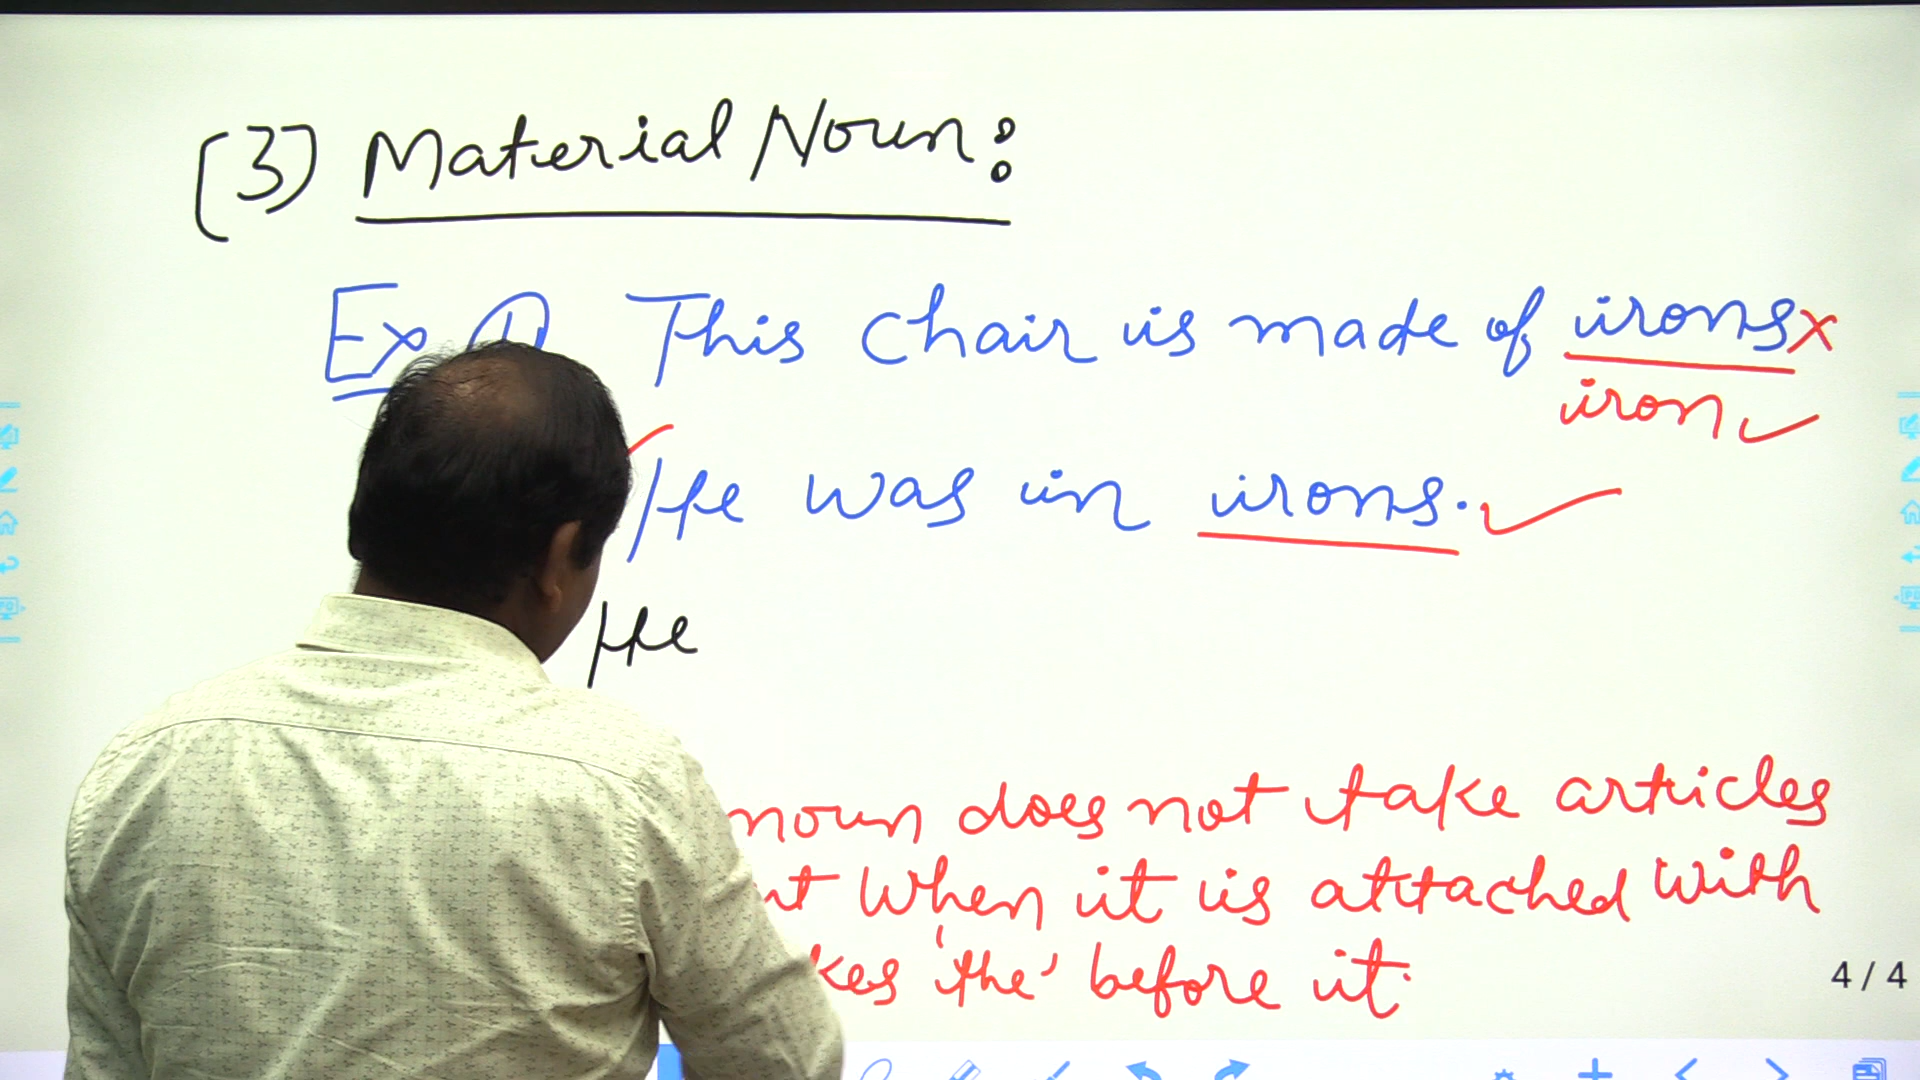 (3) Material Noun:
Ex (1) This chair is made of irons x
iron ✓
He was in irons. ✓
He
noun does not take articles
when it is attached with
'the' before it.
4 / 4